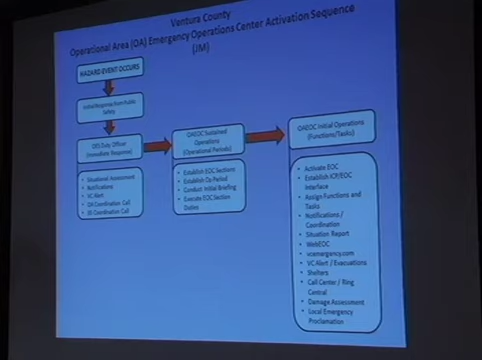 Ventura County
Operational Area (OA) Emergency Operations Center Activation Sequence
(JM)
HAZARD EVENT OCCURS
Initial Response from Public
Safety
OES Duty Officer
(Immediate Response)
• Situational Assessment
• Notifications
• VC Alert
• OA Coordination Call
• Coordination Call
OAEOC Sustained
Operations
(Operational Periods)
• Establish EOC Sections
• Establish Op Period
• Conduct Initial Briefing
• Execute EOC Section
Duties
OAEOC Initial Operations
(Functions/Tasks)
• Activate EOC
• Establish ICP/EOC
Interface
• Assign Functions and
Tasks
• Notifications /
Coordination
• Situation Report
• WebEOC
• vcemergency.com
• VC Alert / Evacuations
• Shelters
• Call Center / Ring
Central
• Damage Assessment
• Local Emergency
Proclamation